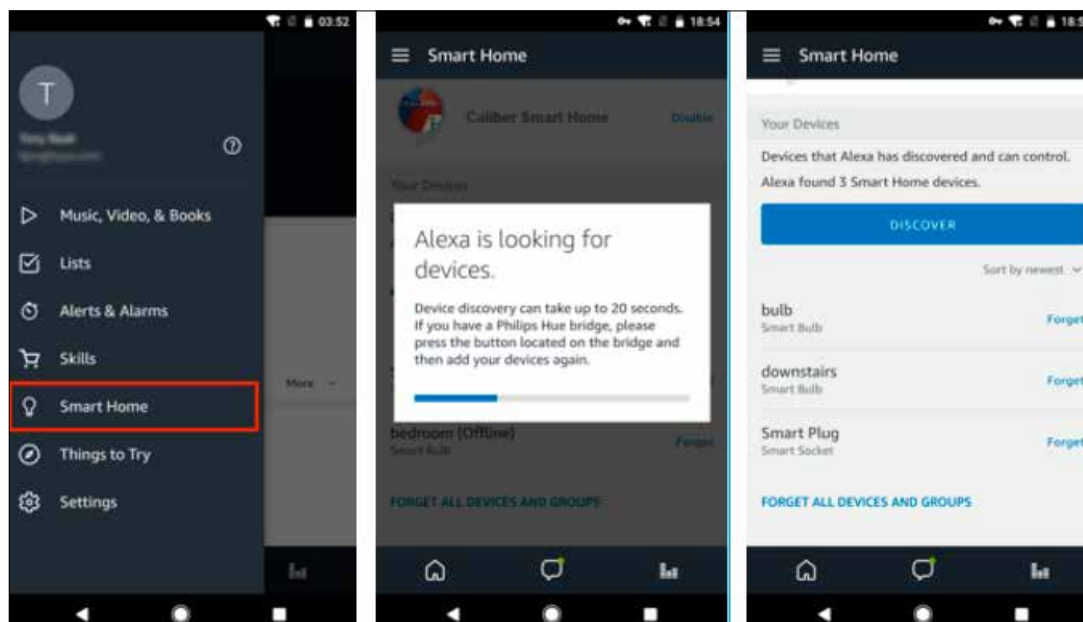 03:52
T
Music, Video, & Books
Lists
Alerts & Alarms
Skills
More
Smart Home
Things to Try
Settings
18:54
Smart Home
Caliber Smart Home
Disable
Your Devices
Alexa is looking for
devices.
Device discovery can take up to 20 seconds.
If you have a Philips Hue bridge, please
press the button located on the bridge and
then add your devices again.
bedroom (Offline)
Forget
Smart Bulb
FORGET ALL DEVICES AND GROUPS
Smart Home
Your Devices
Devices that Alexa has discovered and can control.
Alexa found 3 Smart Home devices.
DISCOVER
Sort by newest
bulb
Forget
Smart Bulb
downstairs
Forget
Smart Bulb
Smart Plug
Forget
Smart Socket
FORGET ALL DEVICES AND GROUPS